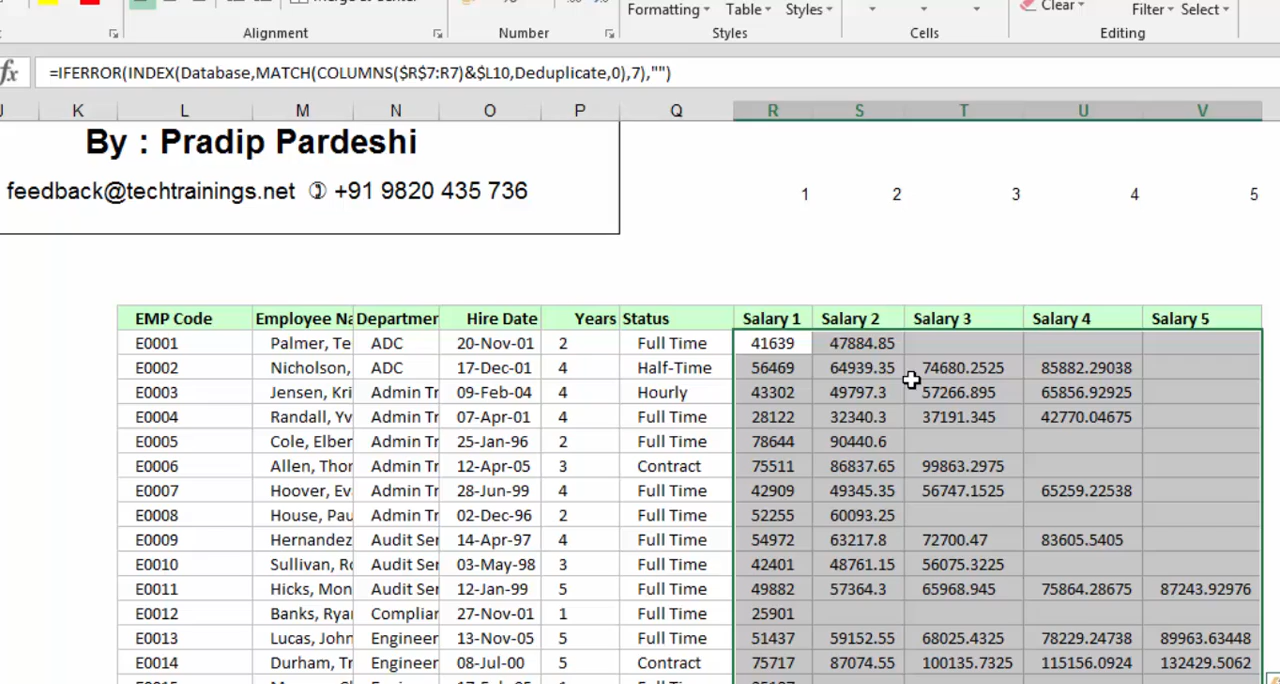 Merge & Center
Formatting Table Styles
Clear
Filter Select
Alignment Number Styles Cells Editing
fx =IFERROR(INDEX(Database,MATCH(COLUMNS($R$7:R7)&$L10,Deduplicate,0),7),"")
J K L M N O P Q R S T U V
By : Pradip Pardeshi
feedback@techtrainings.net ✆ +91 9820 435 736
1 2 3 4 5
EMP Code Employee Na Departmer Hire Date Years Status Salary 1 Salary 2 Salary 3 Salary 4 Salary 5
E0001 Palmer, Te ADC 20-Nov-01 2 Full Time 41639 47884.85
E0002 Nicholson, ADC 17-Dec-01 4 Half-Time 56469 64939.35 74680.2525 85882.29038
E0003 Jensen, Kri Admin Tr 09-Feb-04 4 Hourly 43302 49797.3 57266.895 65856.92925
E0004 Randall, Yv Admin Tr 07-Apr-01 4 Full Time 28122 32340.3 37191.345 42770.04675
E0005 Cole, Elber Admin Tr 25-Jan-96 2 Full Time 78644 90440.6
E0006 Allen, Thor Admin Tr 12-Apr-05 3 Contract 75511 86837.65 99863.2975
E0007 Hoover, Ev Admin Tr 28-Jun-99 4 Full Time 42909 49345.35 56747.1525 65259.22538
E0008 House, Pau Admin Tr 02-Dec-96 2 Full Time 52255 60093.25
E0009 Hernandez Audit Ser 14-Apr-97 4 Full Time 54972 63217.8 72700.47 83605.5405
E0010 Sullivan, Ro Audit Ser 03-May-98 3 Full Time 42401 48761.15 56075.3225
E0011 Hicks, Mon Audit Ser 12-Jan-99 5 Full Time 49882 57364.3 65968.945 75864.28675 87243.92976
E0012 Banks, Ryar Compliar 27-Nov-01 1 Full Time 25901
E0013 Lucas, John Engineer 13-Nov-05 5 Full Time 51437 59152.55 68025.4325 78229.24738 89963.63448
E0014 Durham, Tr Engineer 08-Jul-00 5 Contract 75717 87074.55 100135.7325 115156.0924 132429.5062